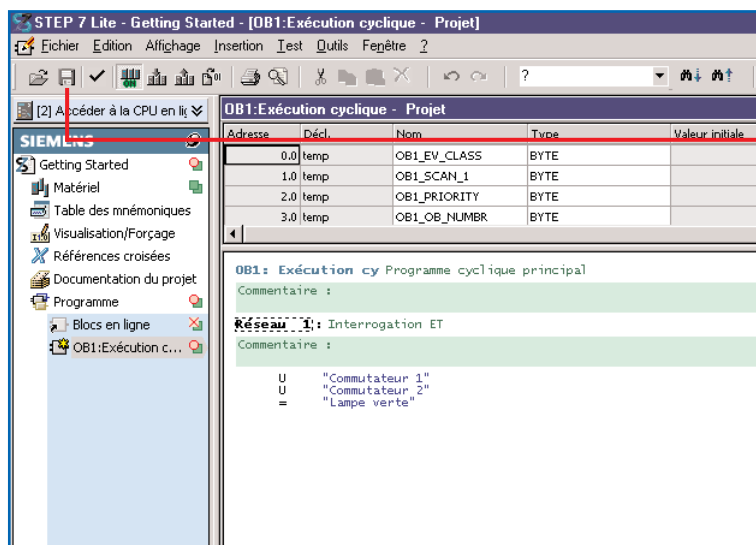 STEP 7 Lite - Getting Started - [OB1:Exécution cyclique - Projet]
Fichier Edition Affichage Insertion Test Outils Fenêtre ?
?
[2] Accéder à la CPU en lig
OB1:Exécution cyclique - Projet
SIEMENS
Adresse Décl. Nom Type Valeur initiale
0.0 temp OB1_EV_CLASS BYTE
1.0 temp OB1_SCAN_1 BYTE
2.0 temp OB1_PRIORITY BYTE
3.0 temp OB1_OB_NUMBR BYTE
Getting Started
Matériel
Table des mnémoniques
Visualisation/Forçage
Références croisées
Documentation du projet
Programme
Blocs en ligne
OB1:Exécution c...
OB1: Exécution cy Programme cyclique principal
Commentaire :
Réseau 1: Interrogation ET
Commentaire :
U "Commutateur 1"
U "Commutateur 2"
= "Lampe verte"